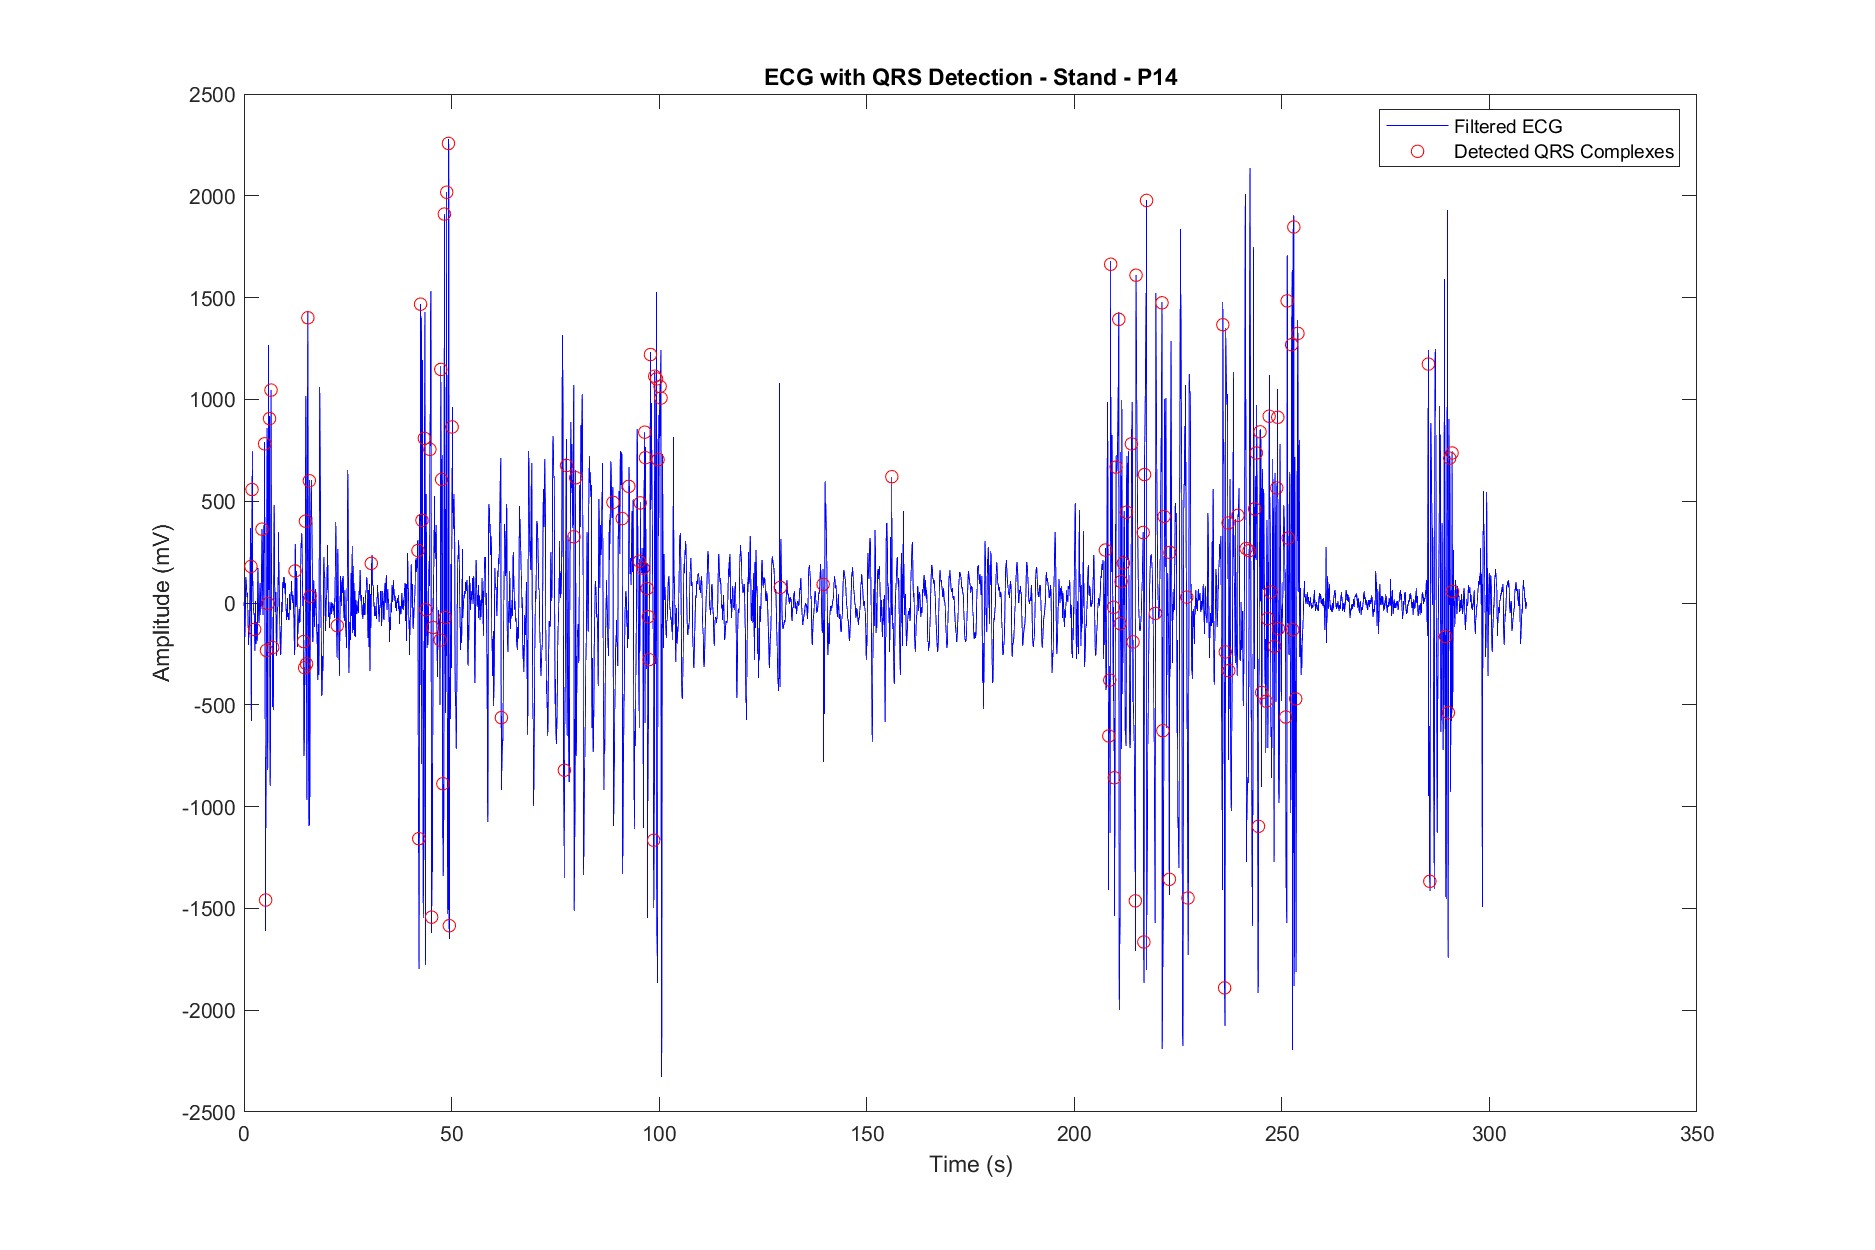 ECG with QRS Detection - Stand - P14
2500
2000
1500
1000
500
0
-500
-1000
-1500
-2000
-2500
Amplitude (mV)
Filtered ECG
Detected QRS Complexes
0 50 100 150 200 250 300 350
Time (s)